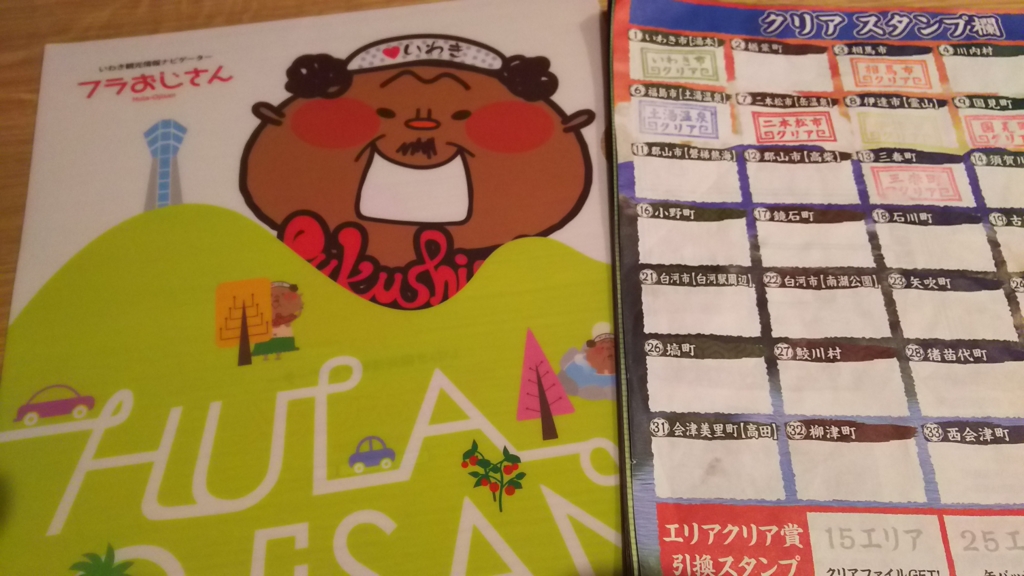 いわき観光情報ナビゲーター
フラおじさん
♥いわき
Fukushi
HULA
OJISAN
クリア スタンプ欄
1 いわき市[湯本]
2 楢葉町
3 相馬市
4 川内村
いわき市
クリア
相馬市
クリア
6 福島市[土湯温泉]
7 二本松市[岳温泉]
8 伊達市[霊山]
9 国見町
土湯温泉
クリア
二本松市
クリア
国見
クリ
11 郡山市[磐梯熱海]
12 郡山市[高柴]
13 三春町
14 須賀川
三春町
クリア
16 小野町
17 鏡石町
18 石川町
19 古
21 白河市[白河駅周辺]
22 白河市[南湖公園]
23 矢吹町
24
26 塙町
27 鮫川村
28 猪苗代町
31 会津美里町[高田]
32 柳津町
33 西会津町
エリアクリア賞
引換スタンプ
15エリア
クリアファイルGET!
25エリ
缶バッ